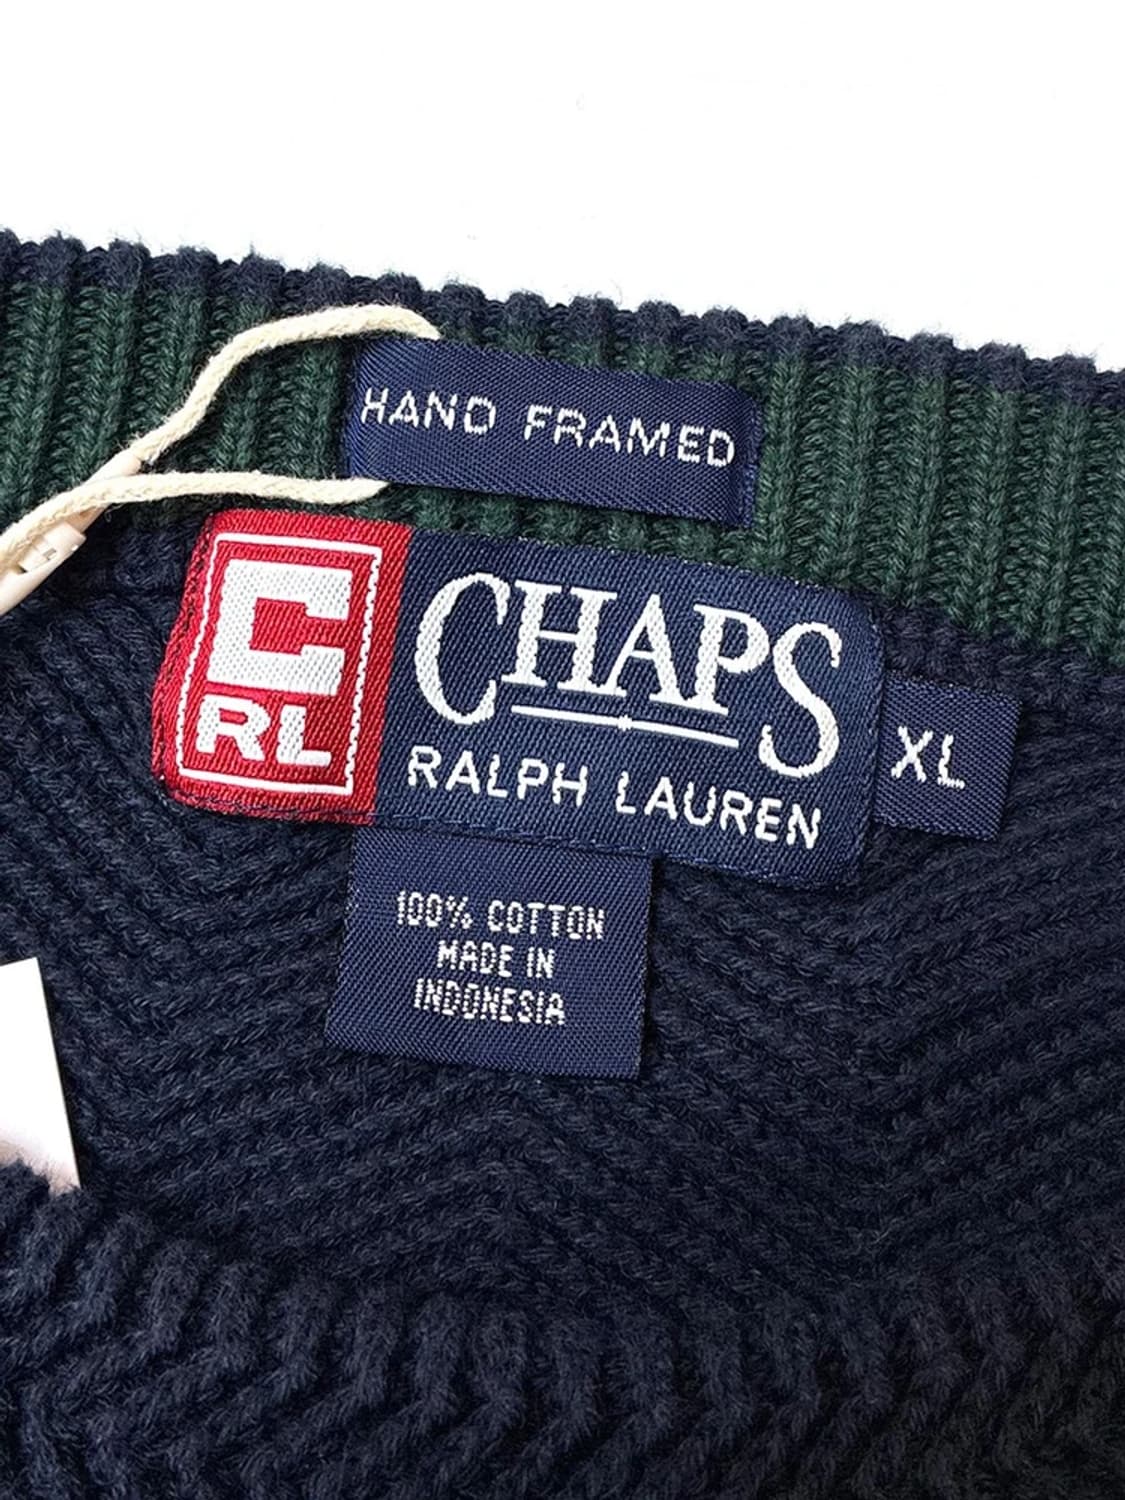 HAND FRAMED
C
RL
CHAPS
RALPH LAUREN
XL
100% COTTON
MADE IN
INDONESIA